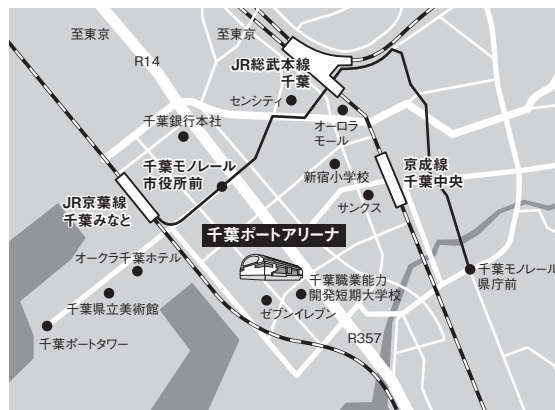 至東京
至東京
R14
JR総武本線
千葉
センシティ
千葉銀行本社
オーロラ
モール
千葉モノレール
市役所前
新宿小学校
京成線
千葉中央
JR京葉線
千葉みなと
サンクス
千葉ポートアリーナ
オークラ千葉ホテル
千葉職業能力
開発短期大学校
千葉モノレール
県庁前
千葉県立美術館
セブンイレブン
千葉ポートタワー
R357